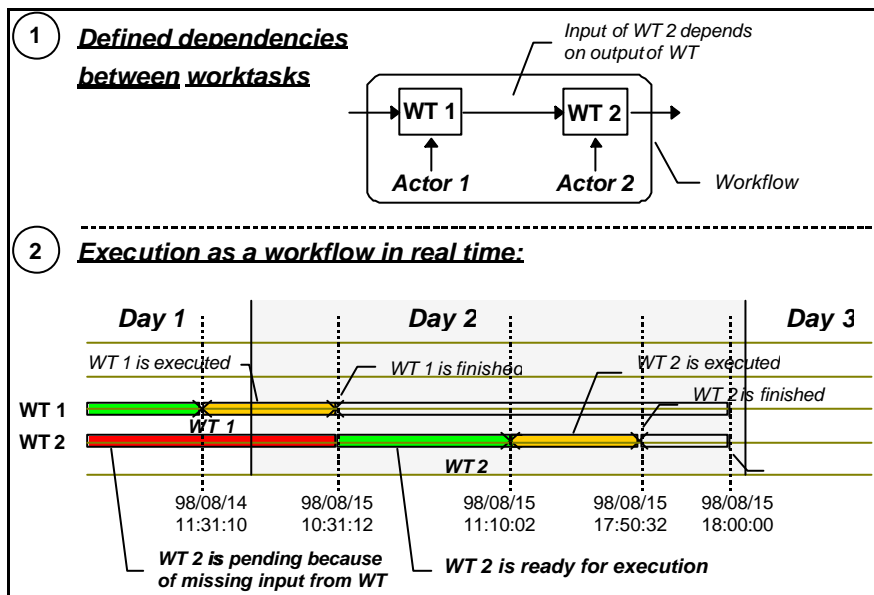 1
Defined dependencies
between worktasks
Input of WT 2 depends
on output of WT
WT 1
WT 2
Actor 1
Actor 2
Workflow
2
Execution as a workflow in real time:
Day 1
Day 2
Day 3
WT 1 is executed
WT 1 is finished
WT 2 is executed
WT 2 is finished
WT 1
WT 1
WT 2
WT 2
98/08/14
11:31:10
98/08/15
10:31:12
98/08/15
11:10:02
98/08/15
17:50:32
98/08/15
18:00:00
WT 2 is pending because
of missing input from WT
WT 2 is ready for execution